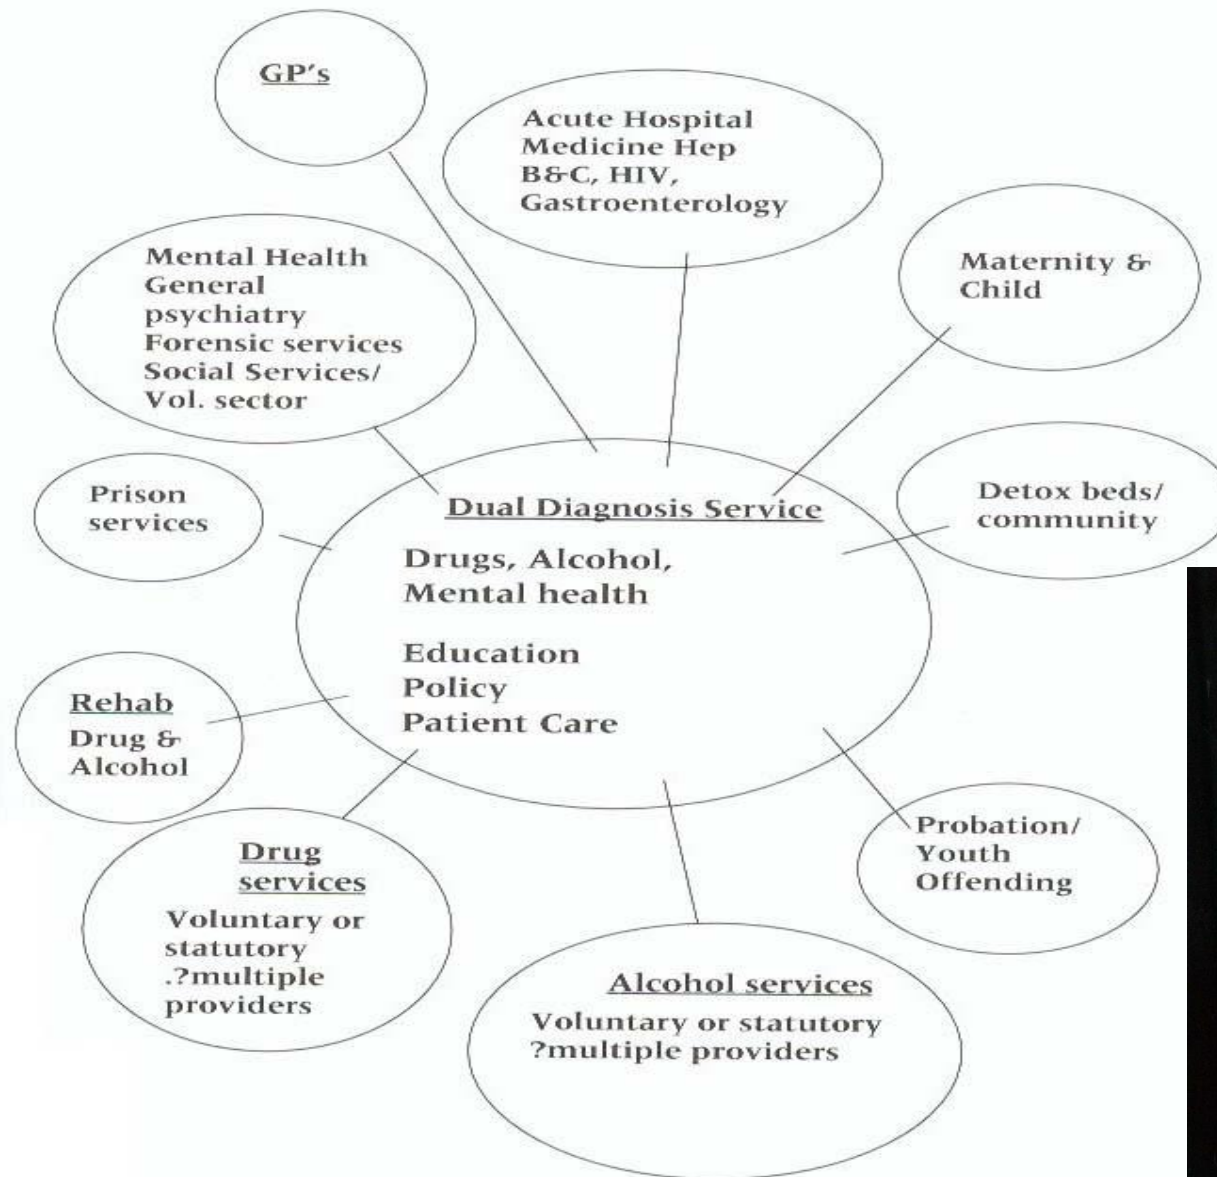 GP's
Acute Hospital
Medicine Hep
B&C, HIV,
Gastroenterology
Mental Health
General
psychiatry
Forensic services
Social Services/
Vol. sector
Maternity &
Child
Prison
services
Detox beds/
community
Dual Diagnosis Service
Drugs, Alcohol,
Mental health
Education
Policy
Patient Care
Rehab
Drug &
Alcohol
Drug
services
Voluntary or
statutory
.?multiple
providers
Probation/
Youth
Offending
Alcohol services
Voluntary or statutory
?multiple providers